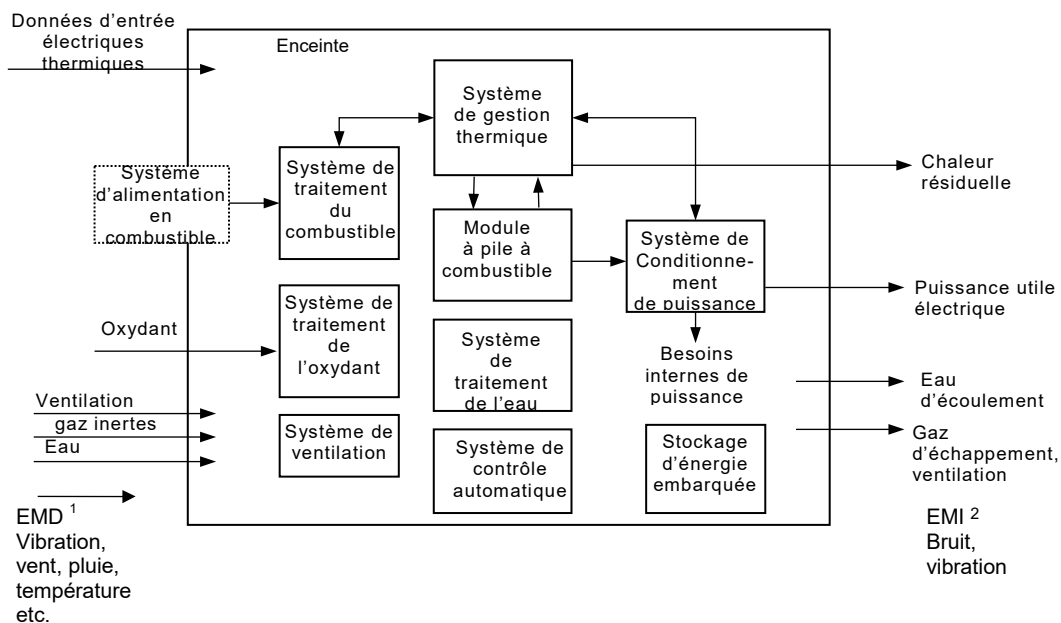 Données d'entrée
électriques
thermiques
Enceinte
Système
de gestion
thermique
Système
d'alimentation
en
combustible
Système de
traitement
du
combustible
Chaleur
résiduelle
Module
à pile à
combustible
Système de
Conditionne-
ment
de puissance
Puissance utile
électrique
Oxydant
Système de
traitement
de
l'oxydant
Système
de
traitement
de l'eau
Besoins
internes de
puissance
Eau
d'écoulement
Ventilation
gaz inertes
Eau
Système de
ventilation
Système de
contrôle
automatique
Stockage
d'énergie
embarquée
Gaz
d'échappement,
ventilation
EMD 1
Vibration,
vent, pluie,
température
etc.
EMI 2
Bruit,
vibration